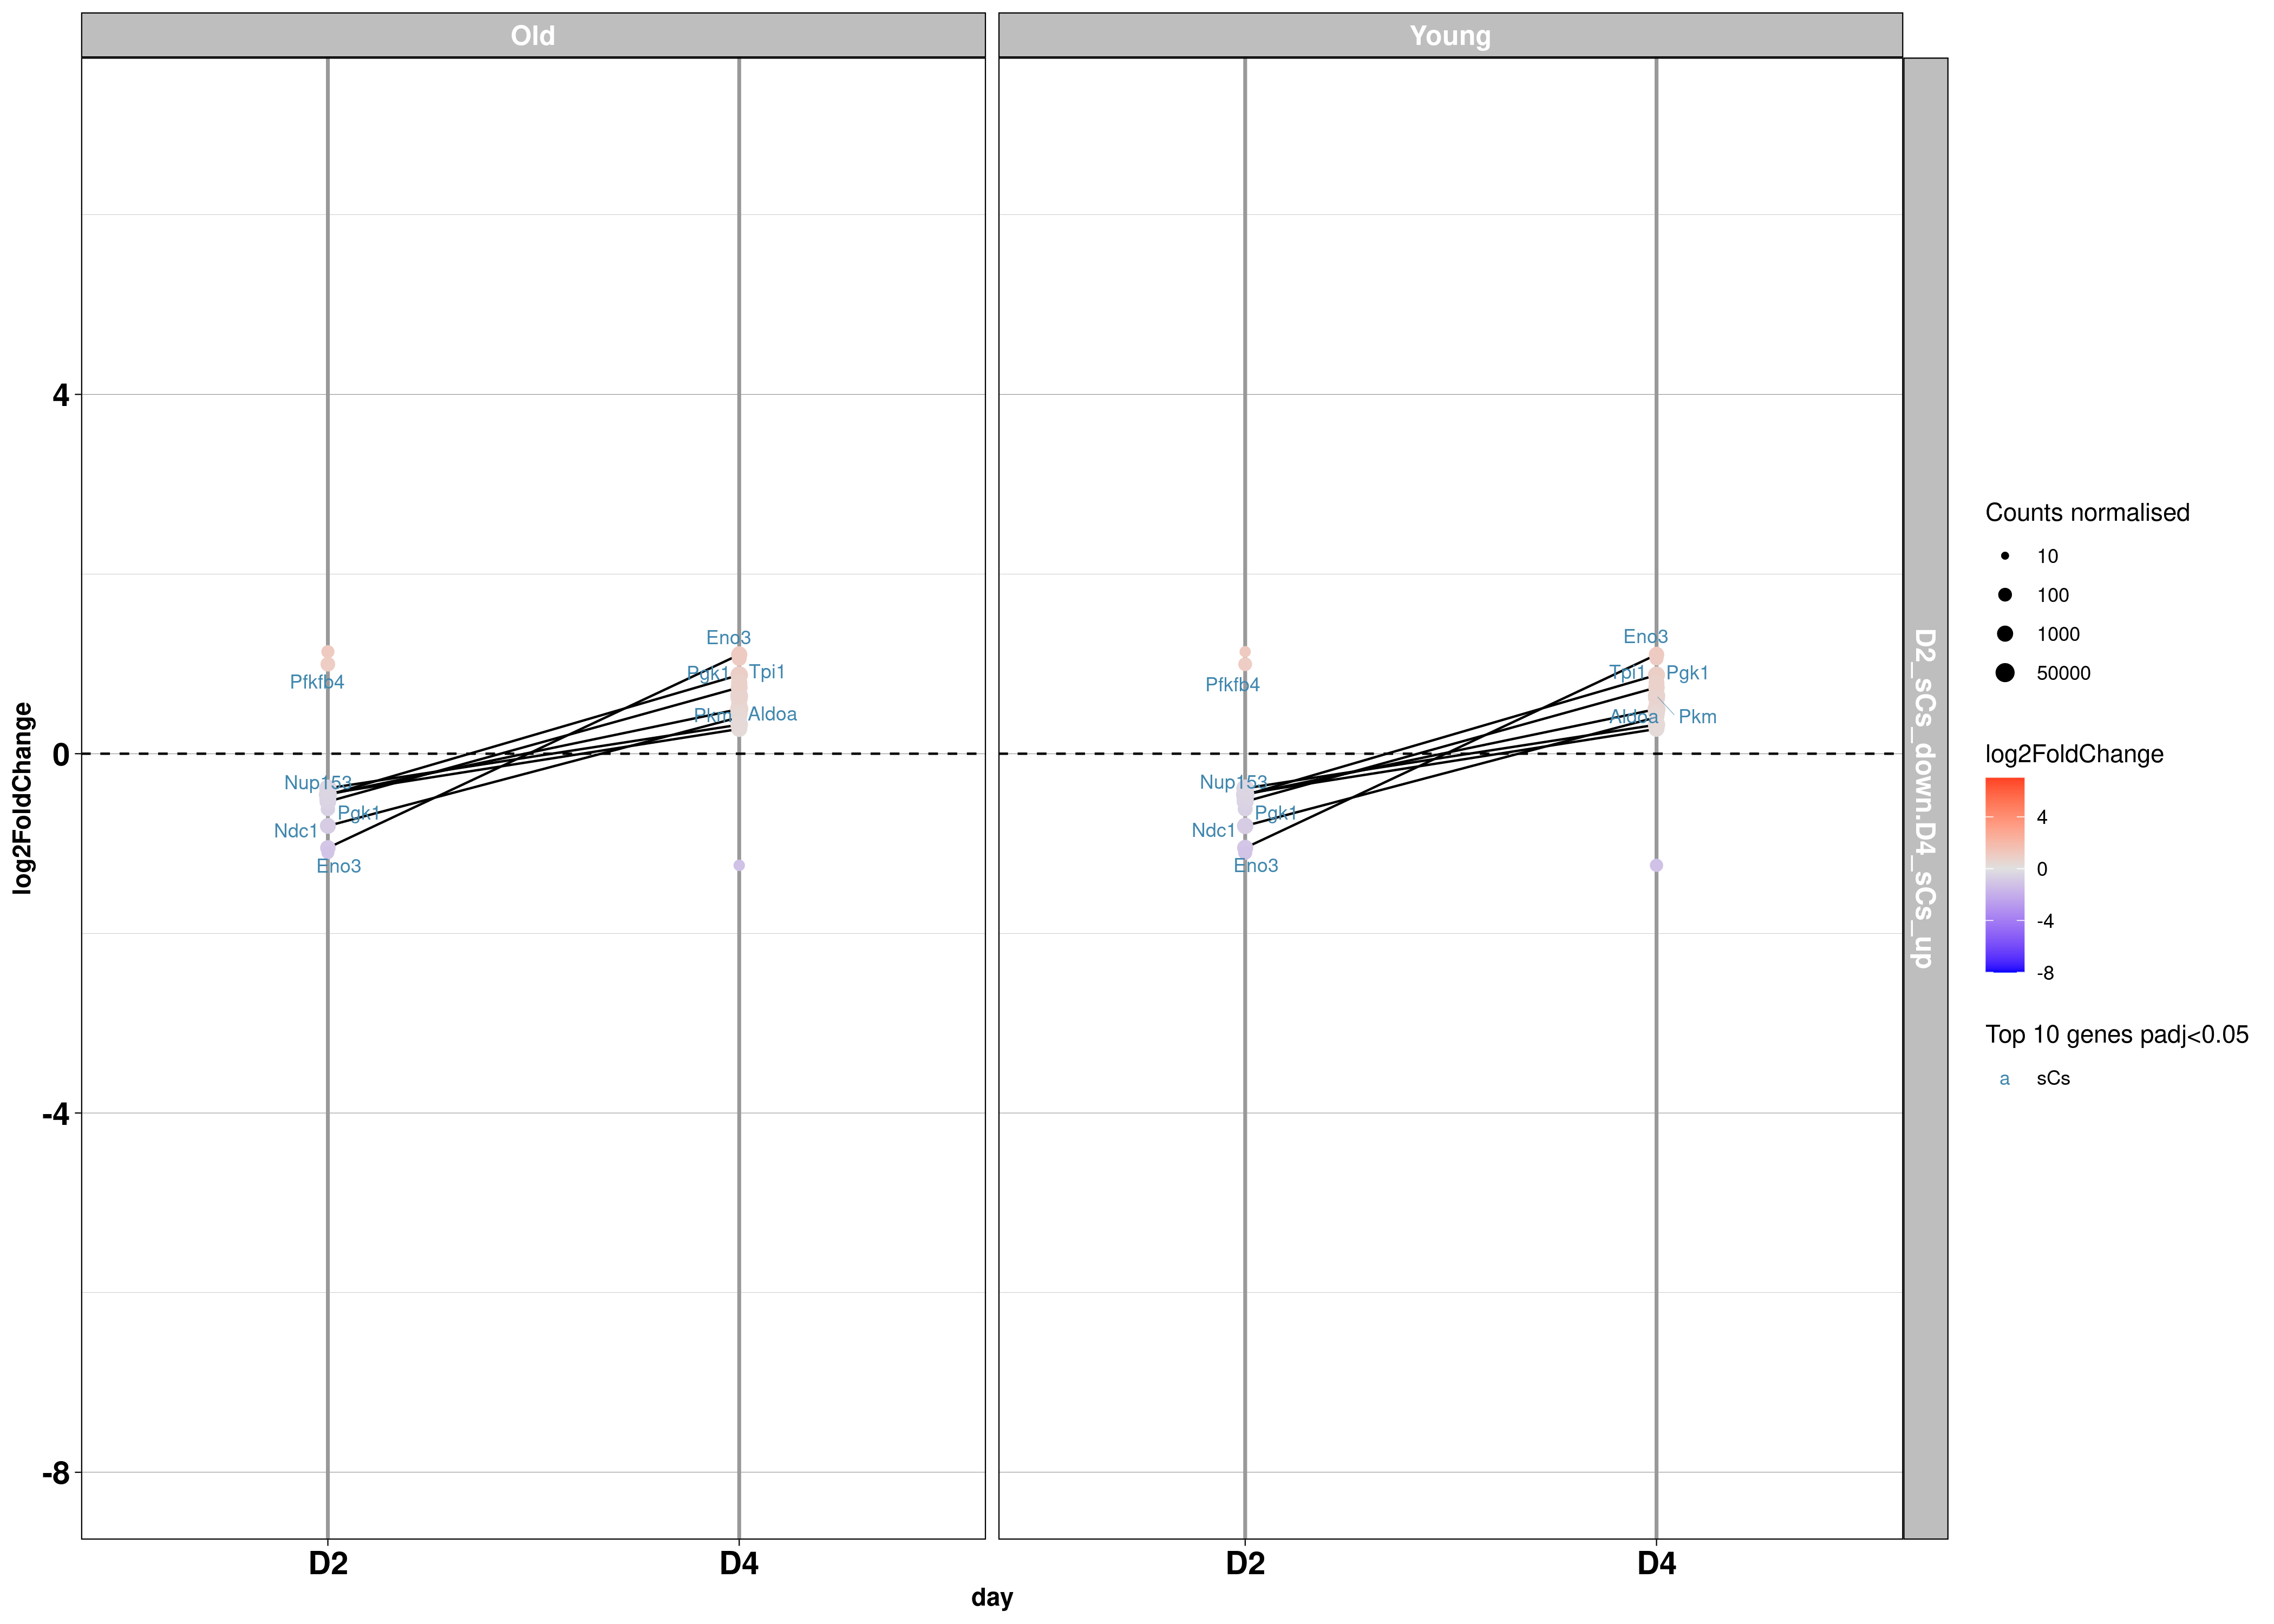 Old
Young
D2_sCs_down.D4_sCs_up
log2FoldChange
4
0
-4
-8
Pfkfb4
Nup153
Pgk1
Ndc1
Eno3
Eno3
Pgk1
Tpi1
Pkm
Aldoa
Pfkfb4
Nup153
Pgk1
Ndc1
Eno3
Eno3
Tpi1
Pgk1
Aldoa
Pkm
D2
D4
D2
D4
day
Counts normalised
10
100
1000
50000
log2FoldChange
4
0
-4
-8
Top 10 genes padj<0.05
a sCs